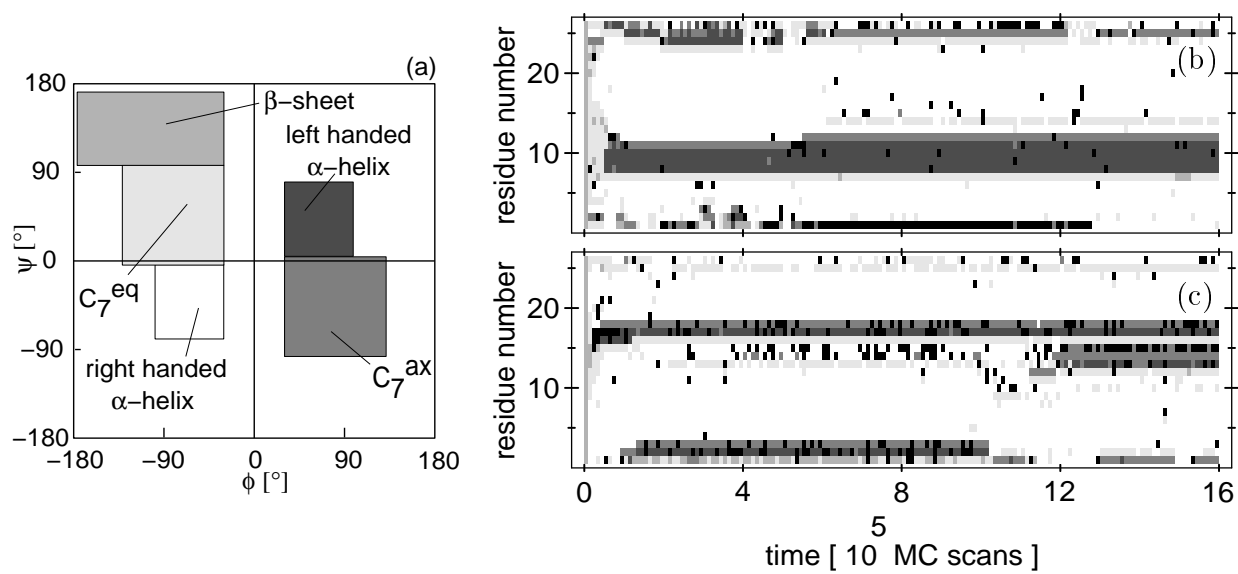 (a)
180
90
0
−90
−180
ψ [°]
β−sheet
left handed
α−helix
C7eq
right handed
α−helix
C7ax
−180
−90
0
90
180
φ [°]
(b)
20
10
residue number
(c)
20
10
residue number
0
4
8
12
16
5
time [ 10 MC scans ]